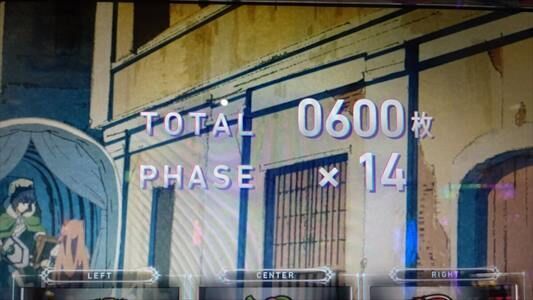 TOTAL 0600枚
PHASE × 14
LEFT CENTER RIGHT